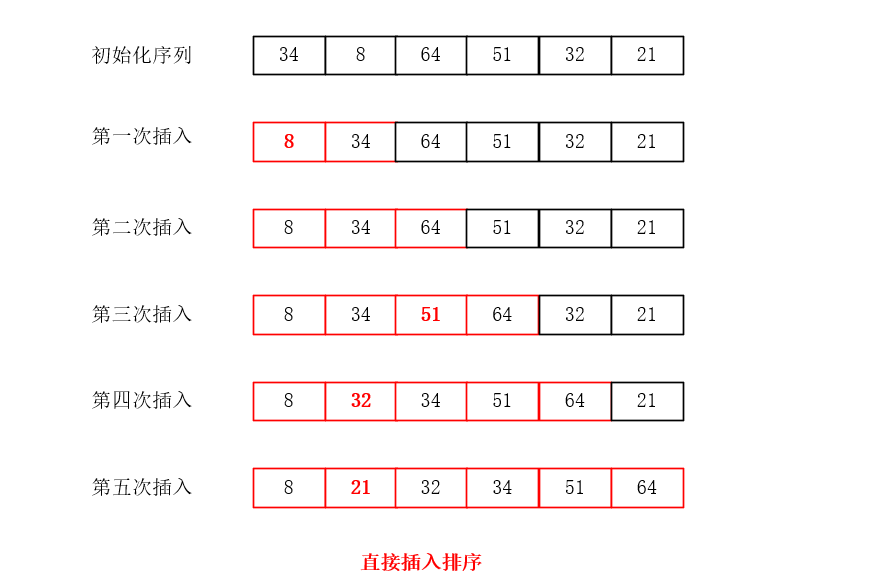 初始化序列 34 8 64 51 32 21
第一次插入 8 34 64 51 32 21
第二次插入 8 34 64 51 32 21
第三次插入 8 34 51 64 32 21
第四次插入 8 32 34 51 64 21
第五次插入 8 21 32 34 51 64
直接插入排序